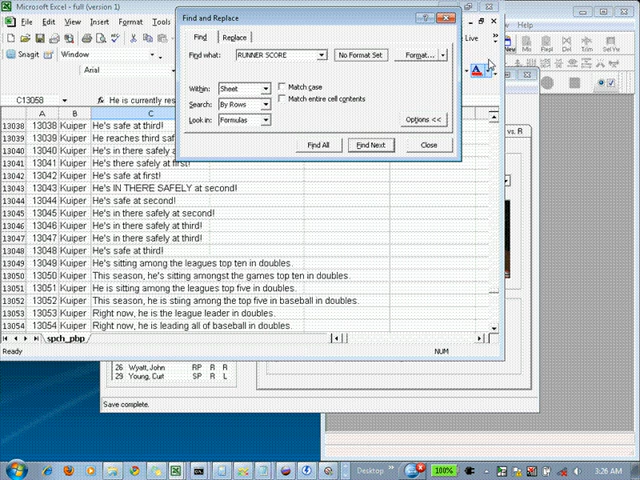 Microsoft Excel - full (version 1)
File
Edit
View
Insert
Format
Tools
Snagit
Window
Arial
C13058
He is currently res
Live
Help
Find and Replace
Find
Replace
Find what:
RUNNER SCORE
No Format Set
Format...
Within:
Sheet
Match case
Search:
By Rows
Match entire cell contents
Look in:
Formulas
Options <<
Find All
Find Next
Close
New
Repl
Del
Trim
Sel Vie
vs. R
A
B
C
13038 13038 Kuiper He's safe at third!
13039 13039 Kuiper He reaches third saf
13040 13040 Kuiper He's in there safely at
13041 13041 Kuiper He's there safely at first!
13042 13042 Kuiper He's safe at first!
13043 13043 Kuiper He's IN THERE SAFELY at second!
13044 13044 Kuiper He's safe at second!
13045 13045 Kuiper He's in there safely at second!
13046 13046 Kuiper He's in there safely at third!
13047 13047 Kuiper He's in there safely at third!
13048 13048 Kuiper He's safe at third!
13049 13049 Kuiper He's sitting among the leagues top ten in doubles.
13050 13050 Kuiper This season, he's sitting amongst the games top ten in doubles.
13051 13051 Kuiper He is sitting among the leagues top five in doubles.
13052 13052 Kuiper This season, he is stiing among the top five in baseball in doubles.
13053 13053 Kuiper Right now, he is the league leader in doubles.
13054 13054 Kuiper Right now, he is leading all of baseball in doubles.
spch_pbp
Ready
NUM
26 Wyatt, John RP R R
29 Young, Curt SP R L
Save complete.
Desktop
100%
3:26 AM